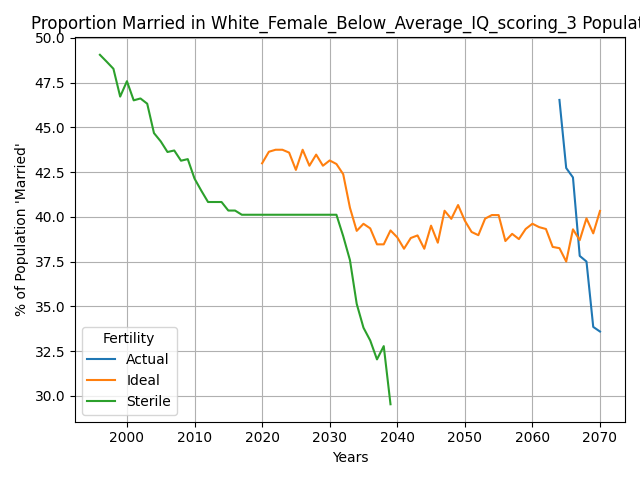 Proportion Married in White_Female_Below_Average_IQ_scoring_3 Populat
% of Population 'Married'
50.0
47.5
45.0
42.5
40.0
37.5
35.0
32.5
30.0
Fertility
Actual
Ideal
Sterile
2000 2010 2020 2030 2040 2050 2060 2070
Years